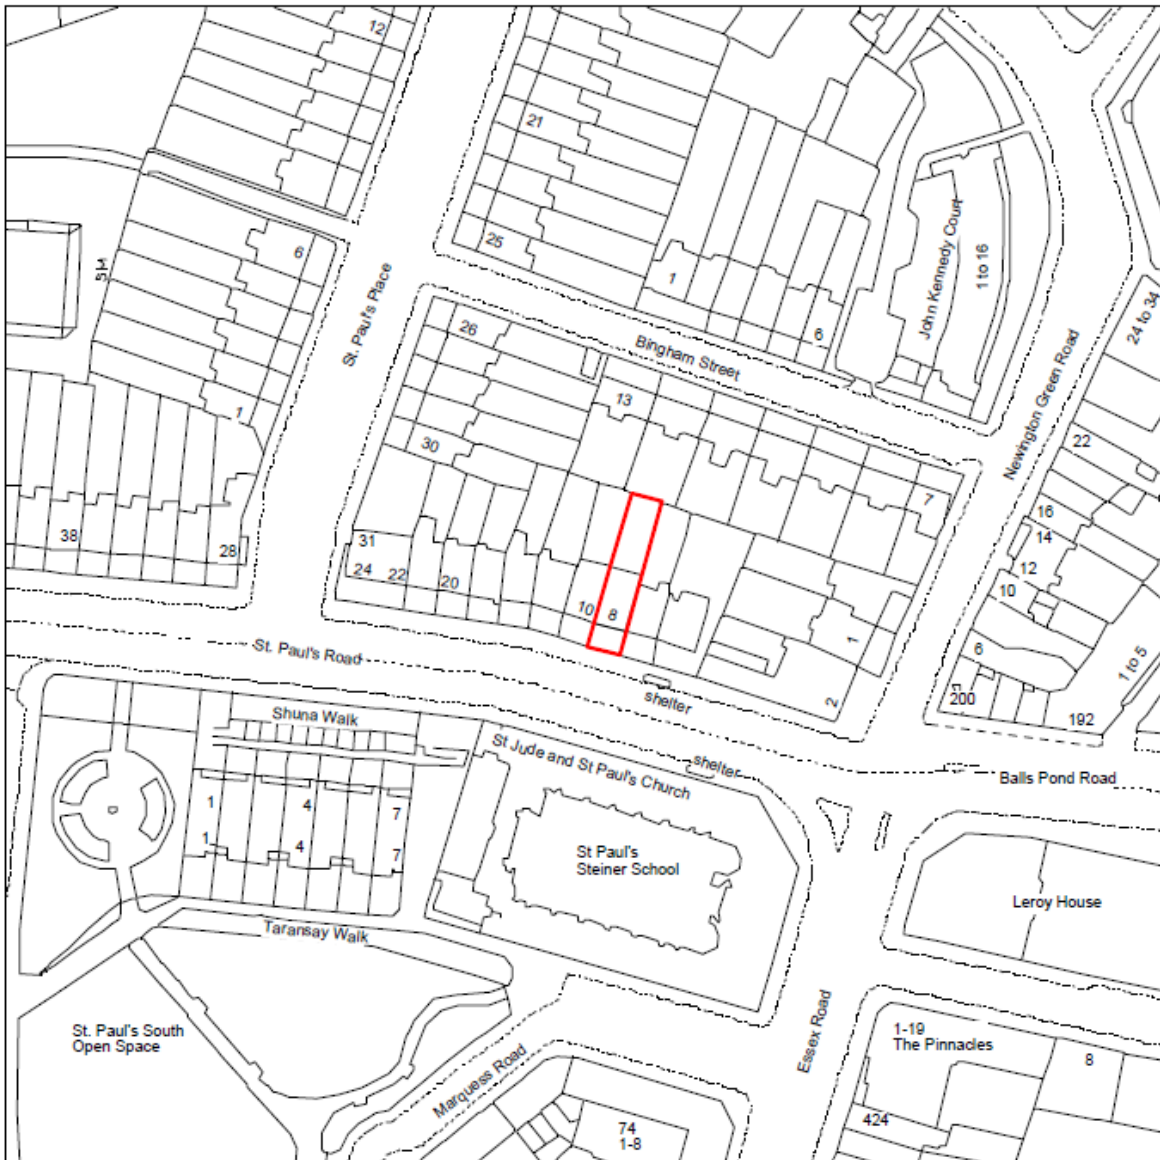 12
21
25
6
1
5M
St. Paul's Place
1
6
Bingham Street
John Kennedy Court
1 to 16
24 to 34
Newington Green Road
26
13
30
22
7
16
14
12
10
38
28
31
24
22
20
10
8
1
6
1 to 5
200
192
2
St. Paul's Road
shelter
Shuna Walk
St Jude and St Paul's Church
shelter
Balls Pond Road
1
4
7
1
4
7
St Paul's
Steiner School
Leroy House
Taransay Walk
St. Paul's South
Open Space
Essex Road
1-19
The Pinnacles
8
Marquess Road
424
74
1-8